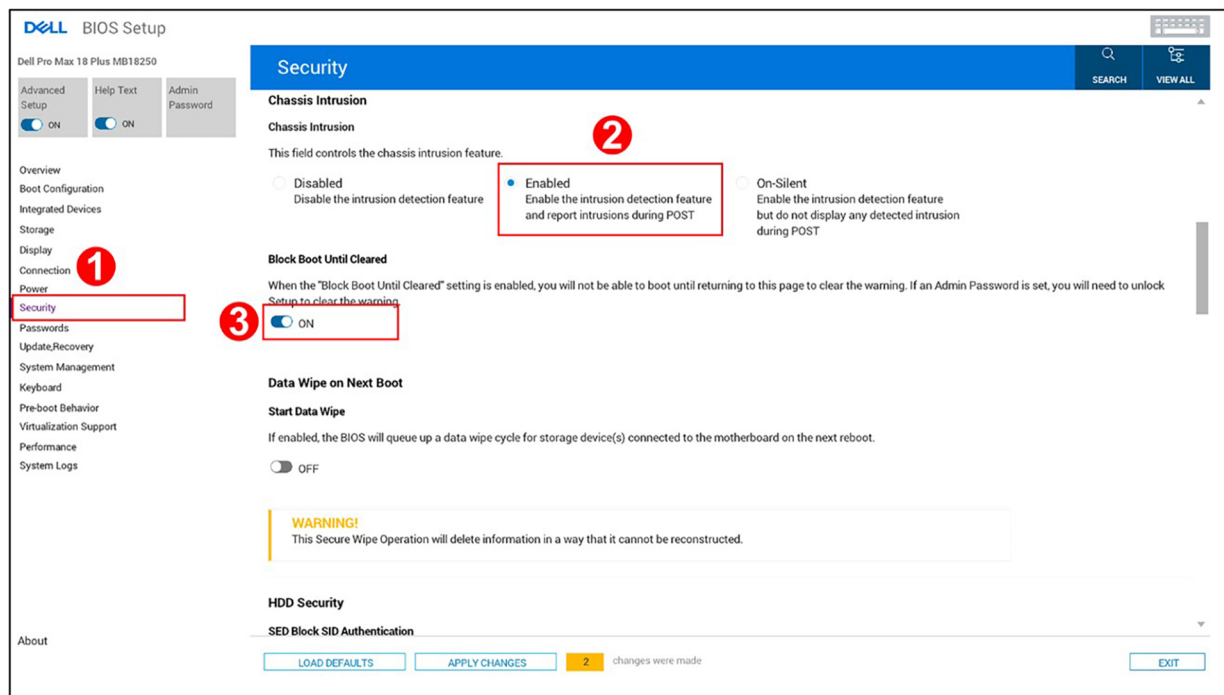 DELL BIOS Setup
Dell Pro Max 18 Plus MB18250
Advanced
Setup
ON
Help Text
ON
Admin
Password
Overview
Boot Configuration
Integrated Devices
Storage
Display
Connection
1
Power
Security
Passwords
Update,Recovery
System Management
Keyboard
Pre-boot Behavior
Virtualization Support
Performance
System Logs
About
Security
SEARCH
VIEW ALL
Chassis Intrusion
Chassis Intrusion
2
This field controls the chassis intrusion feature.
Disabled
Disable the intrusion detection feature
Enabled
Enable the intrusion detection feature
and report intrusions during POST
On-Silent
Enable the intrusion detection feature
but do not display any detected intrusion
during POST
Block Boot Until Cleared
When the "Block Boot Until Cleared" setting is enabled, you will not be able to boot until returning to this page to clear the warning. If an Admin Password is set, you will need to unlock
Setup to clear the warning
3
ON
Data Wipe on Next Boot
Start Data Wipe
If enabled, the BIOS will queue up a data wipe cycle for storage device(s) connected to the motherboard on the next reboot.
OFF
WARNING!
This Secure Wipe Operation will delete information in a way that it cannot be reconstructed.
HDD Security
SED Block SID Authentication
LOAD DEFAULTS
APPLY CHANGES
2 changes were made
EXIT